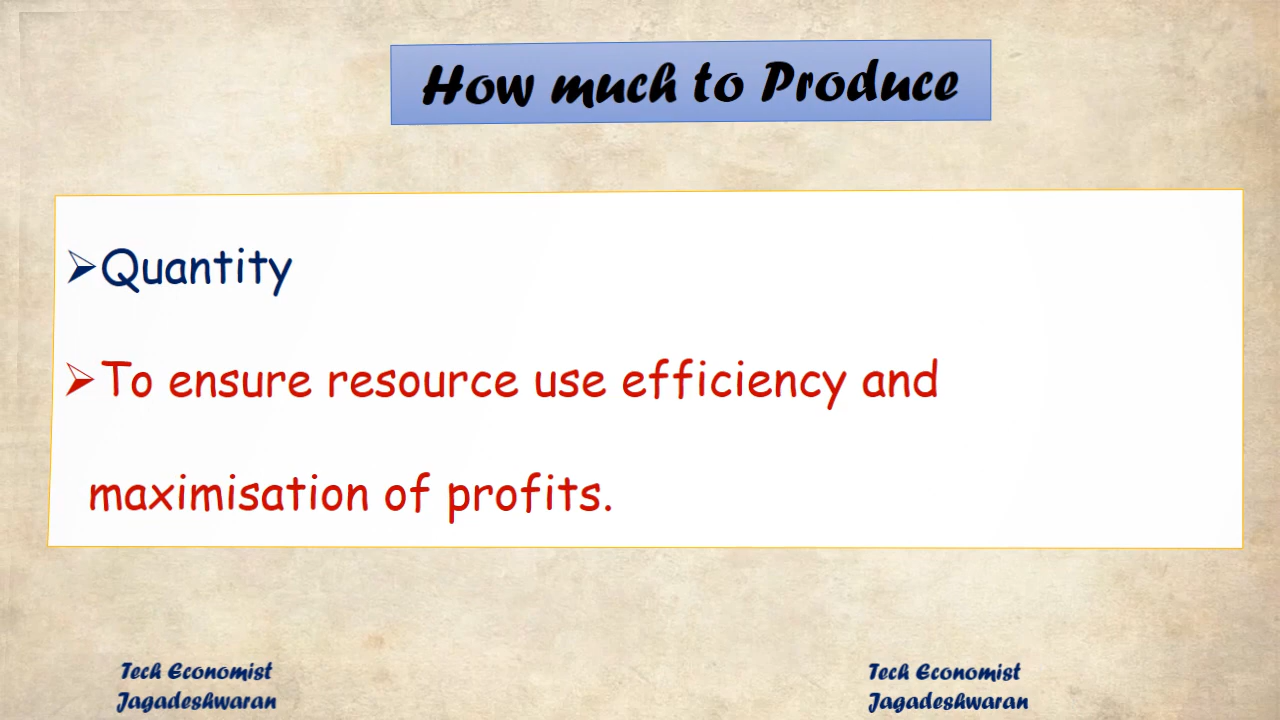 How much to Produce
➢Quantity
➢To ensure resource use efficiency and
maximisation of profits.
Tech Economist
Jagadeshwaran
Tech Economist
Jagadeshwaran